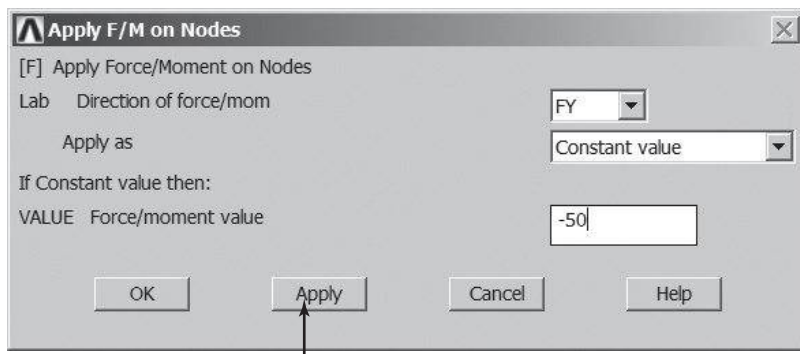 Apply F/M on Nodes
[F] Apply Force/Moment on Nodes
Lab Direction of force/mom FY
Apply as Constant value
If Constant value then:
VALUE Force/moment value -50
OK Apply Cancel Help